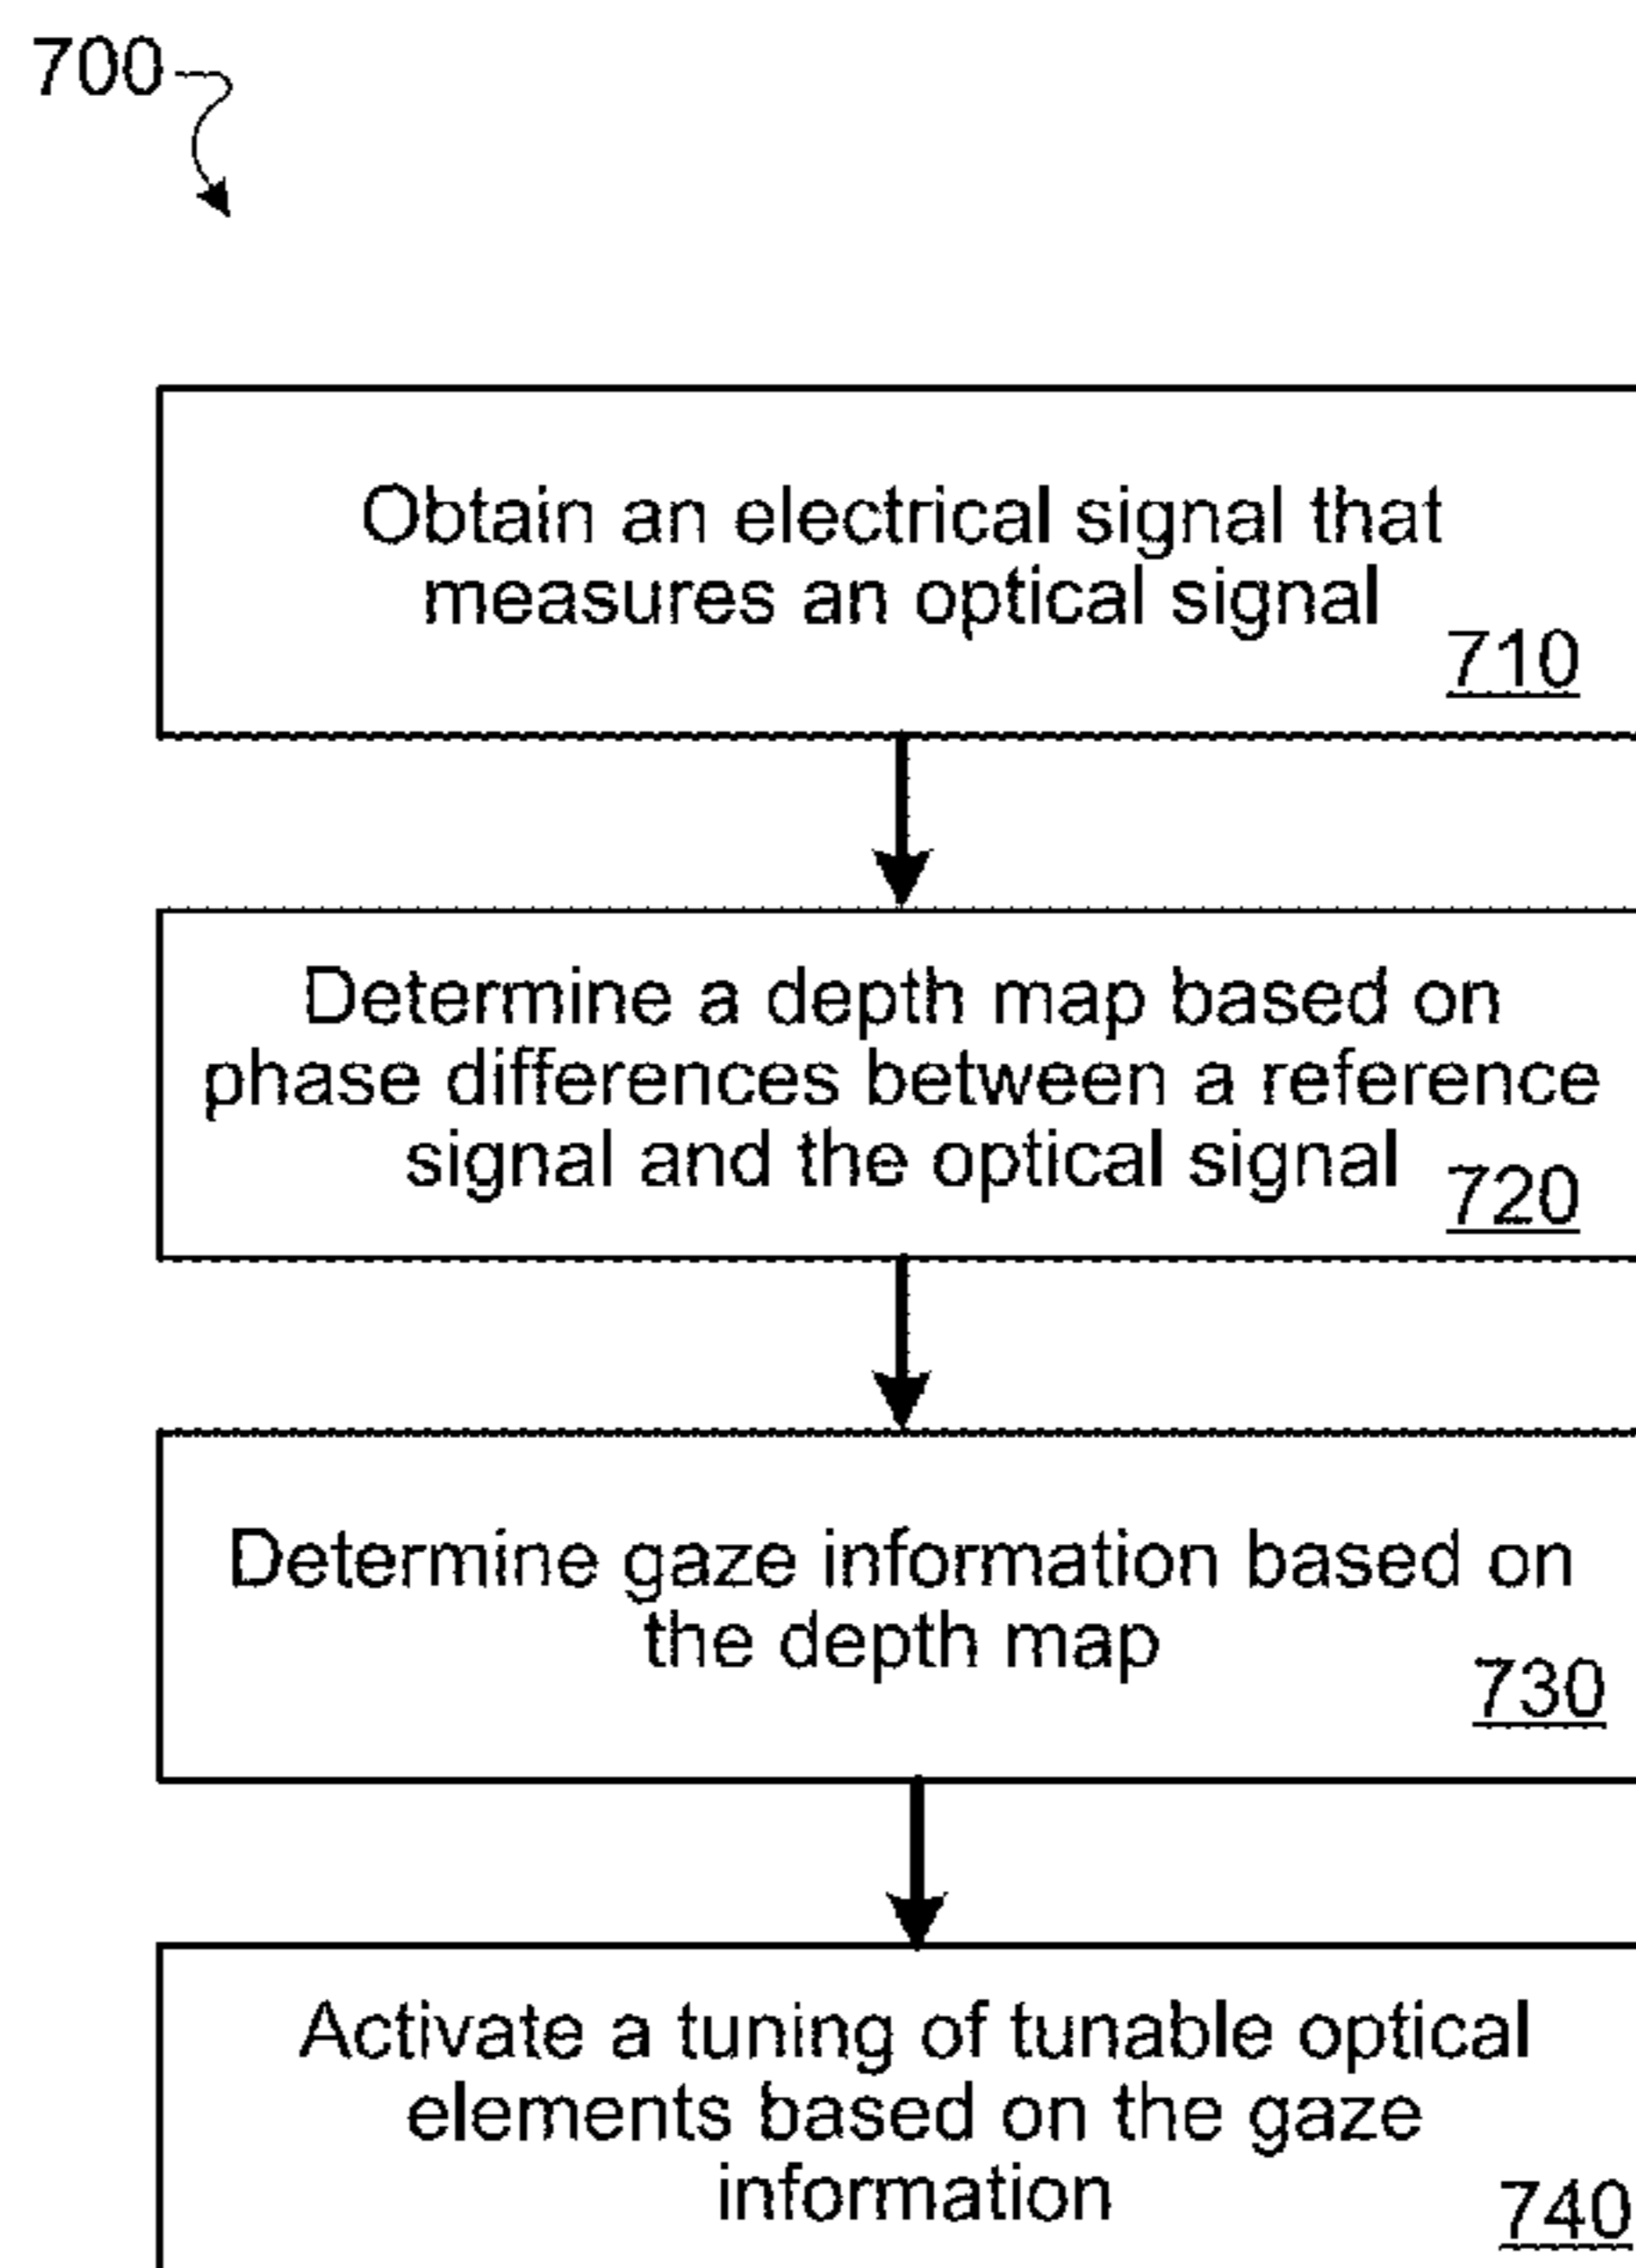 700
Obtain an electrical signal that
measures an optical signal
710
Determine a depth map based on
phase differences between a reference
signal and the optical signal
720
Determine gaze information based on
the depth map
730
Activate a tuning of tunable optical
elements based on the gaze
information
740